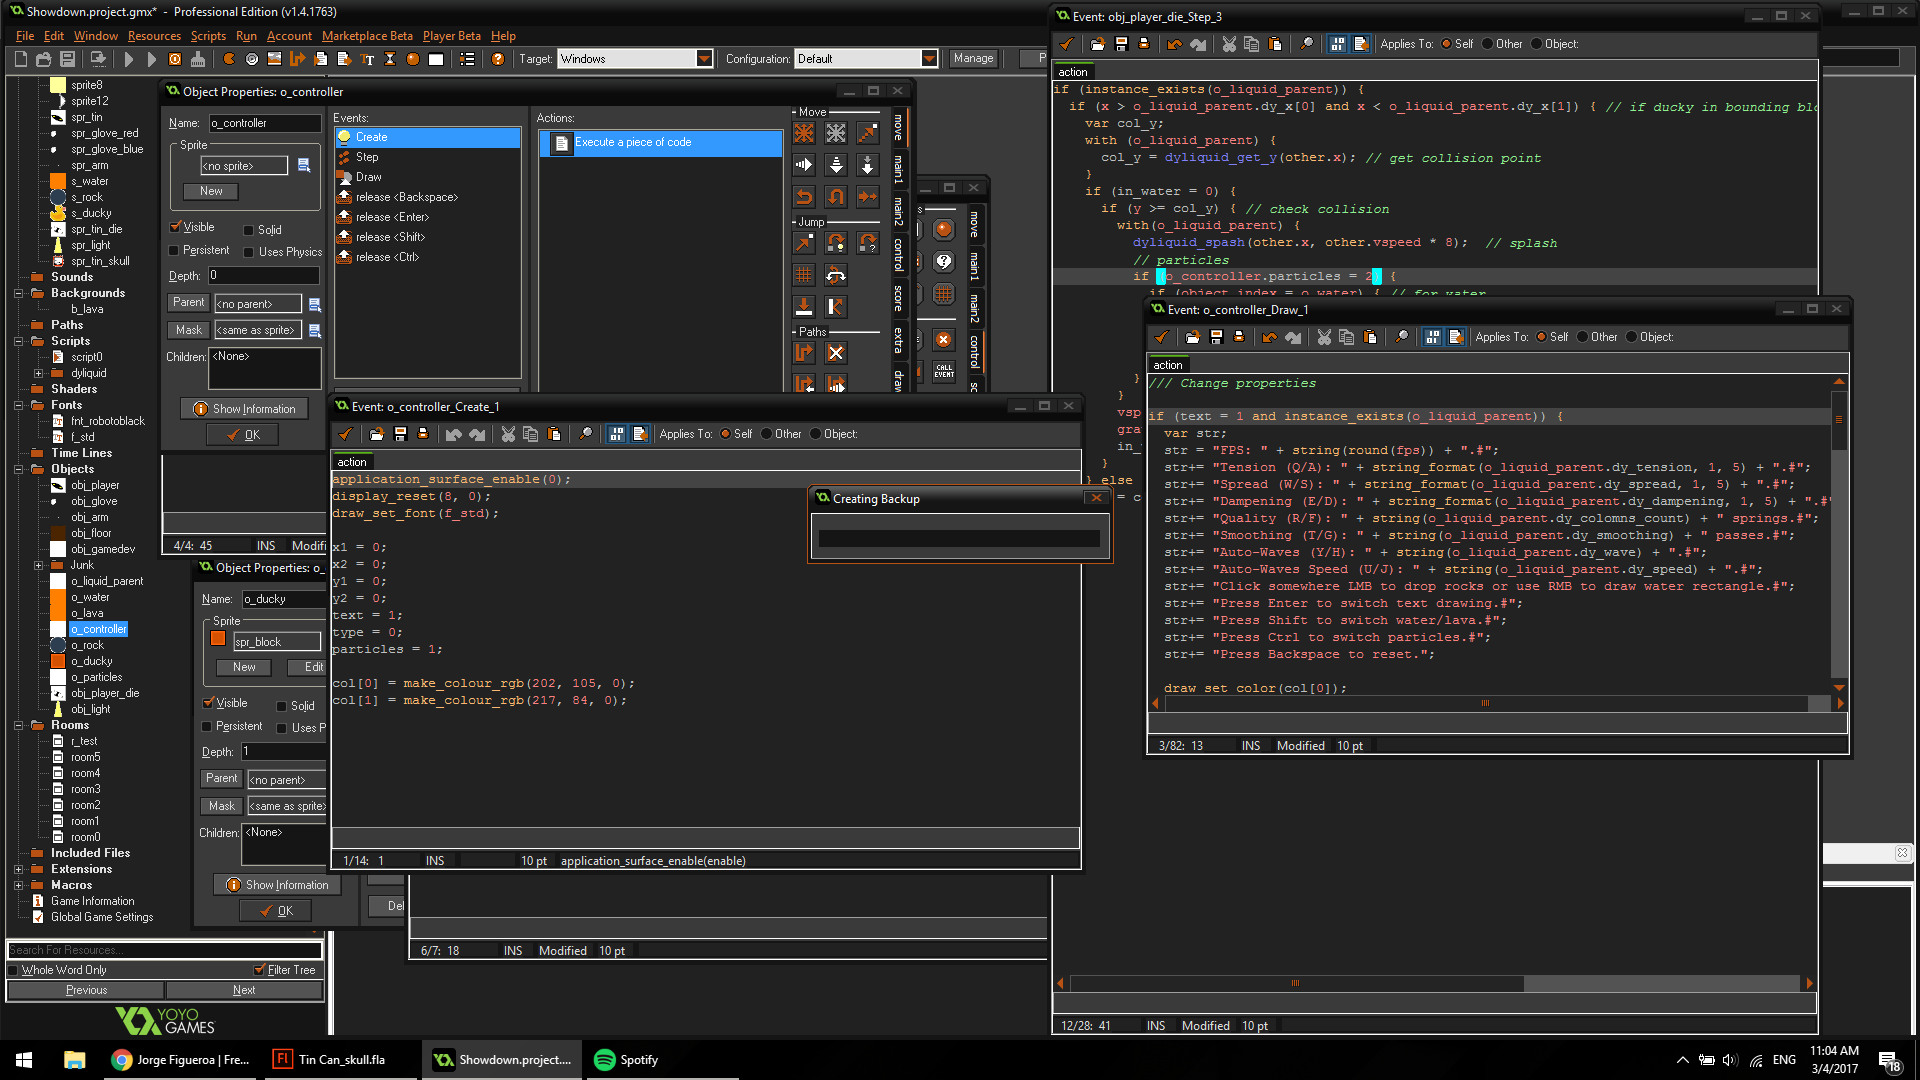 Showdown.project.gmx*  -  Professional Edition (v1.4.1763)
File Edit Window Resources Scripts Run Account Marketplace Beta Player Beta Help
Target: Windows Configuration: Default Manage
sprite8
sprite12
spr_tin
spr_glove_red
spr_glove_blue
spr_arm
s_water
s_rock
s_ducky
spr_tin_die
spr_light
spr_tin_skull
Sounds
Backgrounds
b_lava
Paths
Scripts
script0
dyliquid
Shaders
Fonts
fnt_robotoblack
f_std
Time Lines
Objects
obj_player
obj_glove
obj_arm
obj_floor
obj_gamedev
Junk
o_liquid_parent
o_water
o_lava
o_controller
o_rock
o_ducky
o_particles
obj_player_die
obj_light
Rooms
r_test
room5
room4
room3
room2
room1
room0
Included Files
Extensions
Macros
Game Information
Global Game Settings
Search For Resources...
Whole Word Only Filter Tree
Previous Next
YOYO
GAMES
Object Properties: o_controller
Name: o_controller
Sprite
<no sprite>
New
Visible Solid
Persistent Uses Physics
Depth: 0
Parent <no parent>
Mask <same as sprite>
Children: <None>
Show Information
OK
Events:
Create
Step
Draw
release <Backspace>
release <Enter>
release <Shift>
release <Ctrl>
Actions:
Execute a piece of code
Move
Jump
Paths
move
main1
main2
control
score
extra
draw
move
main1
main2
control
CALL
EVENT
4/4: 45 INS Modifi
Object Properties: o_
Name: o_ducky
Sprite
spr_block
New Edit
Visible Solid
Persistent Uses P
Depth: 1
Parent <no parent>
Mask <same as sprite>
Children: <None>
Show Information
OK
Del
6/7: 18 INS Modified 10 pt
Event: o_controller_Create_1
Applies To: Self Other Object:
action
application_surface_enable(0);
display_reset(8, 0);
draw_set_font(f_std);
x1 = 0;
x2 = 0;
y1 = 0;
y2 = 0;
text = 1;
type = 0;
particles = 1;
col[0] = make_colour_rgb(202, 105, 0);
col[1] = make_colour_rgb(217, 84, 0);
1/14: 1 INS 10 pt application_surface_enable(enable)
Creating Backup
Event: obj_player_die_Step_3
Applies To: Self Other Object:
action
if (instance_exists(o_liquid_parent)) {
if (x > o_liquid_parent.dy_x[0] and x < o_liquid_parent.dy_x[1]) { // if ducky in bounding blo
var col_y;
with (o_liquid_parent) {
col_y = dyliquid_get_y(other.x); // get collision point
}
if (in_water = 0) {
if (y >= col_y) { // check collision
with(o_liquid_parent) {
dyliquid_spash(other.x, other.vspeed * 8);  // splash
// particles
if (o_controller.particles = 2) {
if (object_index = o_water) { // for water
}
}
vsp
gra
in_
}
} else
= c
12/28: 41 INS Modified 10 pt
Event: o_controller_Draw_1
Applies To: Self Other Object:
action
/// Change properties
if (text = 1 and instance_exists(o_liquid_parent)) {
var str;
str = "FPS: " + string(round(fps)) + ".#";
str+= "Tension (Q/A): " + string_format(o_liquid_parent.dy_tension, 1, 5) + ".#";
str+= "Spread (W/S): " + string_format(o_liquid_parent.dy_spread, 1, 5) + ".#";
str+= "Dampening (E/D): " + string_format(o_liquid_parent.dy_dampening, 1, 5) + ".#"
str+= "Quality (R/F): " + string(o_liquid_parent.dy_colomns_count) + " springs.#";
str+= "Smoothing (T/G): " + string(o_liquid_parent.dy_smoothing) + " passes.#";
str+= "Auto-Waves (Y/H): " + string(o_liquid_parent.dy_wave) + ".#";
str+= "Auto-Waves Speed (U/J): " + string(o_liquid_parent.dy_speed) + ".#";
str+= "Click somewhere LMB to drop rocks or use RMB to draw water rectangle.#";
str+= "Press Enter to switch text drawing.#";
str+= "Press Shift to switch water/lava.#";
str+= "Press Ctrl to switch particles.#";
str+= "Press Backspace to reset.";
draw_set_color(col[0]);
3/82: 13 INS Modified 10 pt
Jorge Figueroa | Fre... Tin Can_skull.fla Showdown.project.... Spotify
ENG 11:04 AM
3/4/2017
18